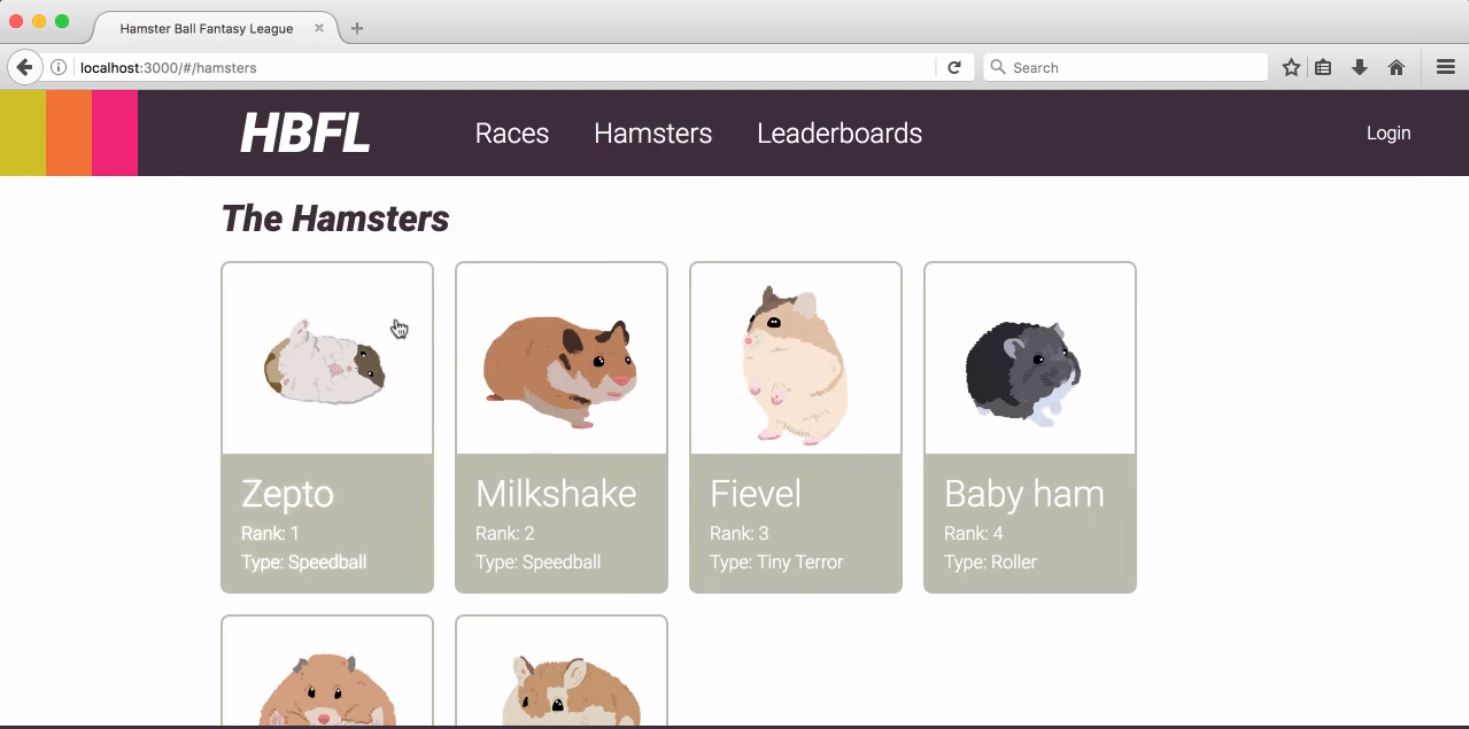 Hamster Ball Fantasy League
localhost:3000/#/hamsters
Search
HBFL
Races
Hamsters
Leaderboards
Login
The Hamsters
Zepto
Rank: 1
Type: Speedball
Milkshake
Rank: 2
Type: Speedball
Fievel
Rank: 3
Type: Tiny Terror
Baby ham
Rank: 4
Type: Roller